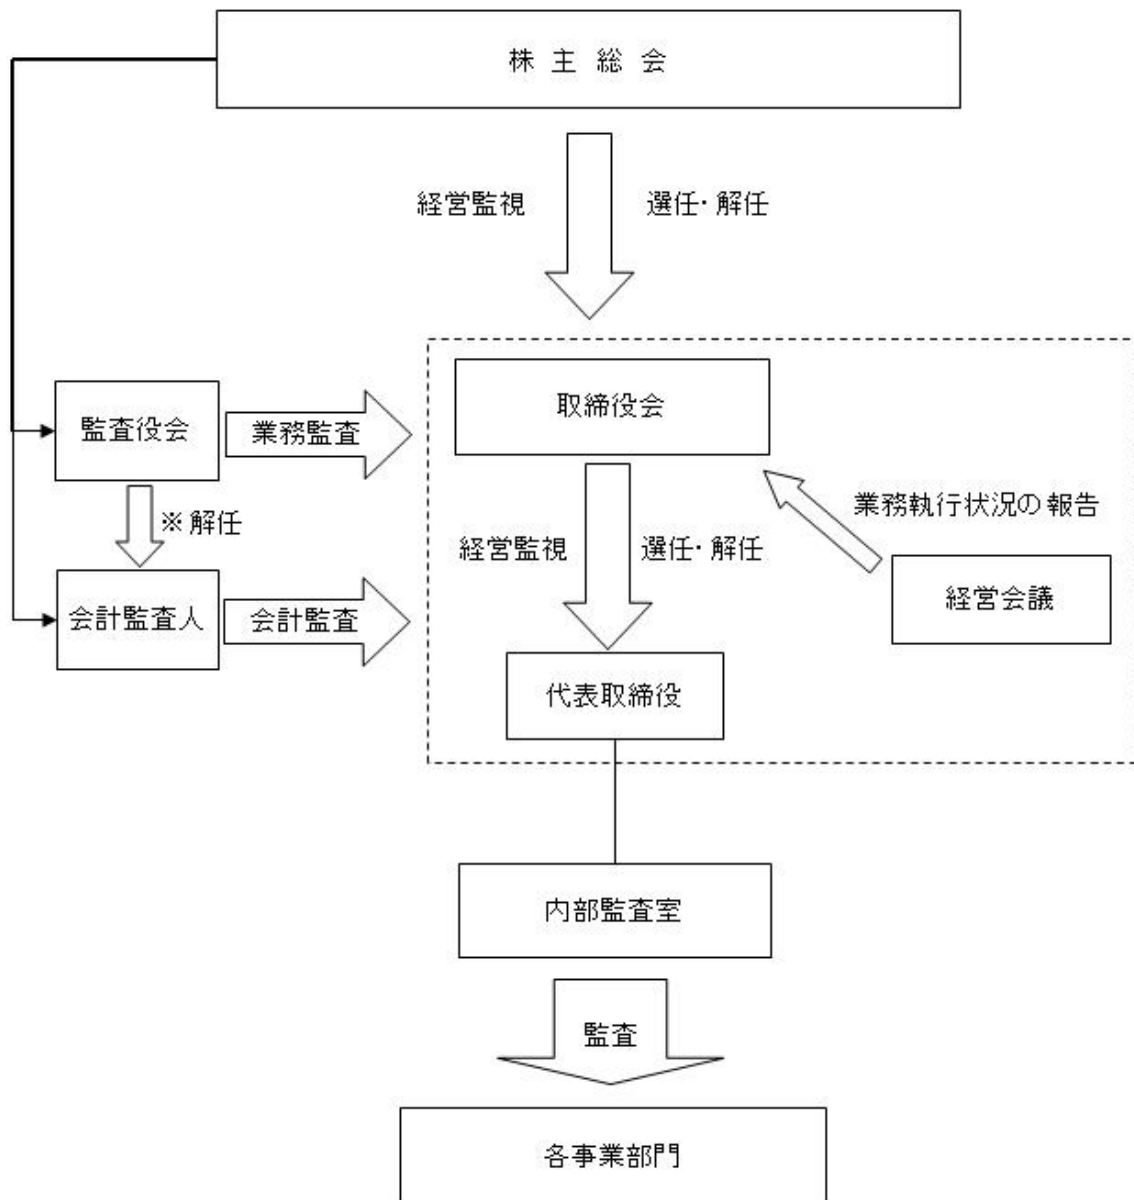 株 主 総 会
経営監視
選任・解任
取締役会
監査役会
業務監査
業務執行状況の報告
※解任
経営監視
選任・解任
経営会議
会計監査人
会計監査
代表取締役
内部監査室
監査
各事業部門